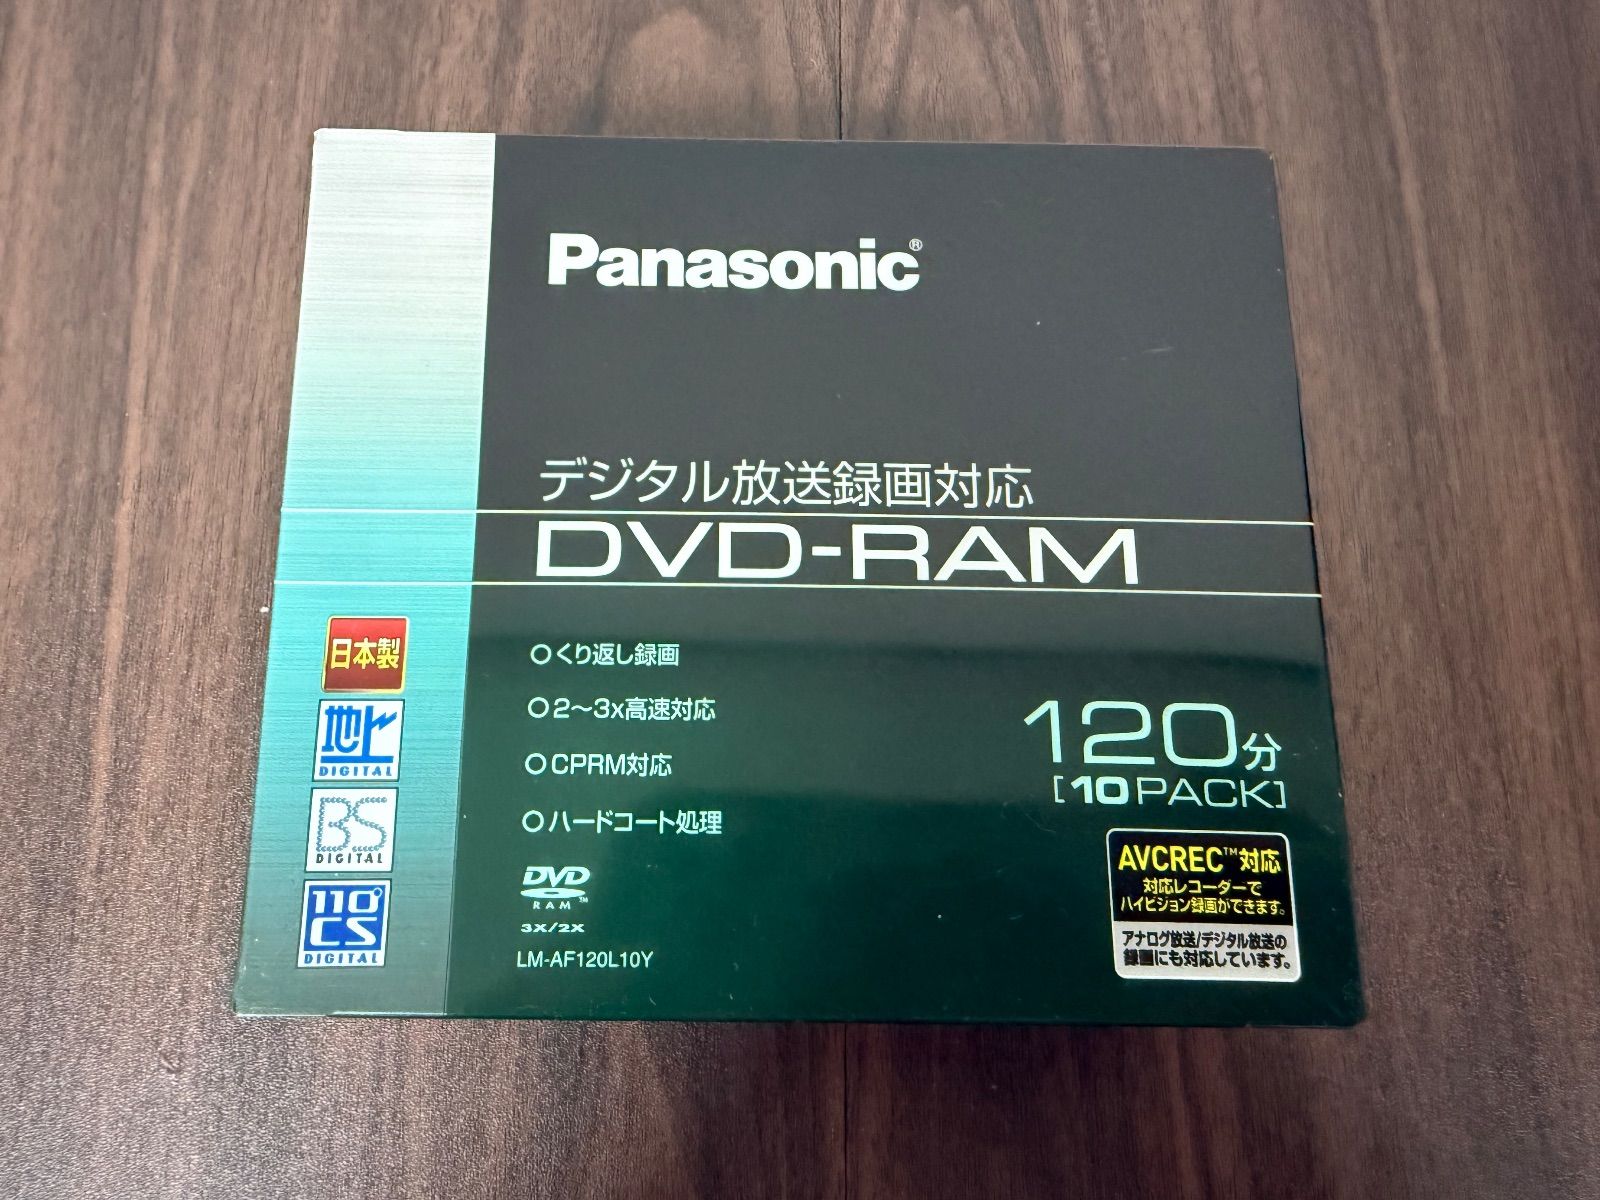 Panasonic®
デジタル放送録画対応
DVD-RAM
○くり返し録画
○2〜3x高速対応
○CPRM対応
○ハードコート処理
DVD
RAM™
3X/2X
LM-AF120L10Y
日本製
地上
DIGITAL
BS
DIGITAL
110°
CS
DIGITAL
120分
[10PACK]
AVCREC™対応
対応レコーダーで
ハイビジョン録画ができます。
アナログ放送/デジタル放送の
録画にも対応しています。